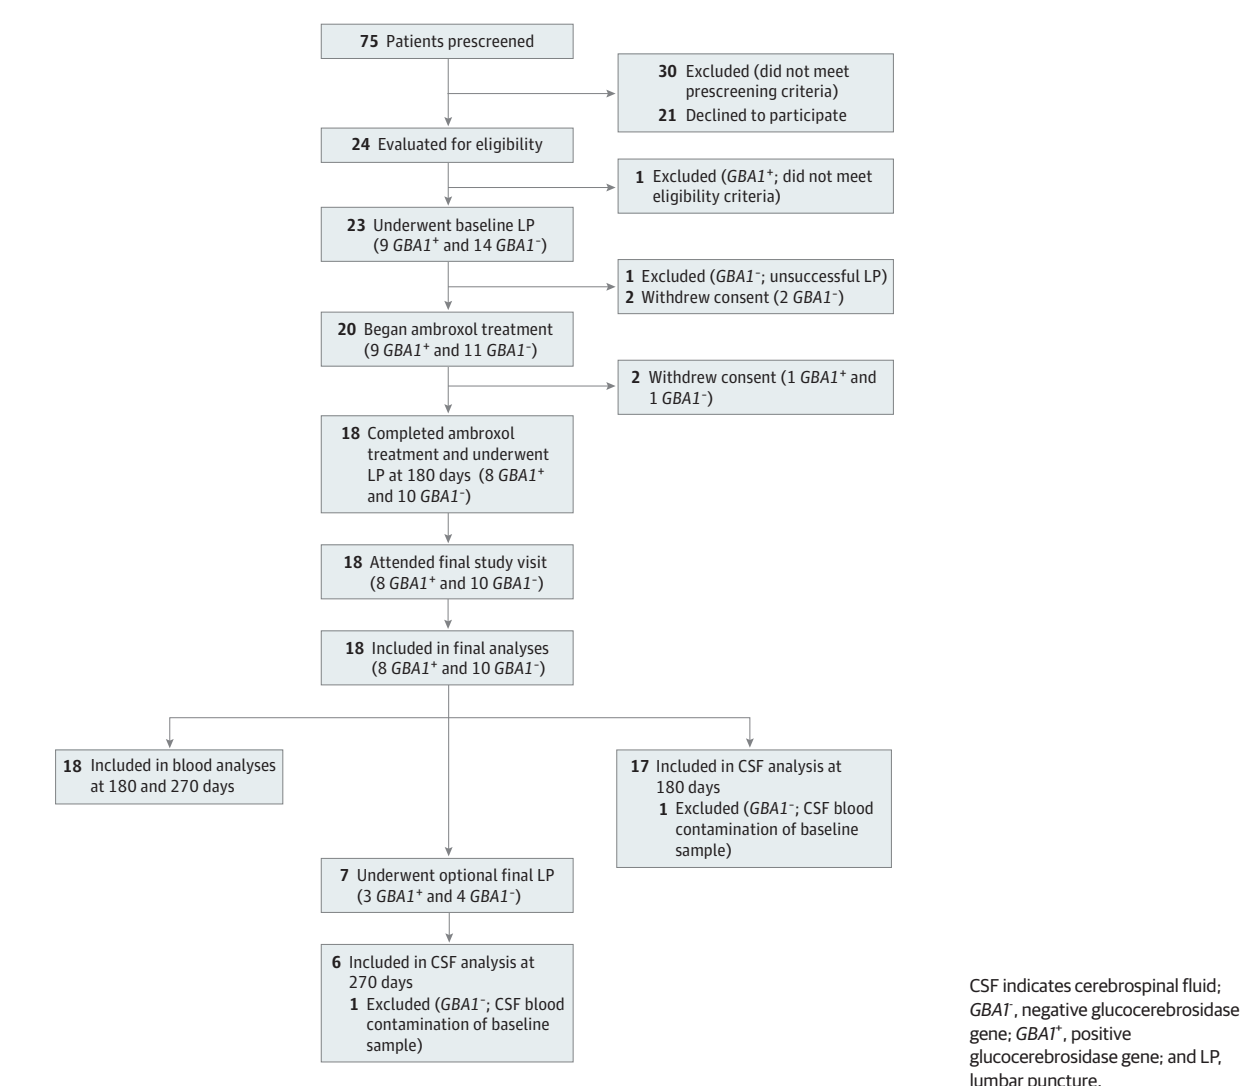 75 Patients prescreened
30 Excluded (did not meet
prescreening criteria)
21 Declined to participate
24 Evaluated for eligibility
1 Excluded (GBA1+; did not meet
eligibility criteria)
23 Underwent baseline LP
(9 GBA1+ and 14 GBA1-)
1 Excluded (GBA1-; unsuccessful LP)
2 Withdrew consent (2 GBA1-)
20 Began ambroxol treatment
(9 GBA1+ and 11 GBA1-)
2 Withdrew consent (1 GBA1+ and
1 GBA1-)
18 Completed ambroxol
treatment and underwent
LP at 180 days (8 GBA1+
and 10 GBA1-)
18 Attended final study visit
(8 GBA1+ and 10 GBA1-)
18 Included in final analyses
(8 GBA1+ and 10 GBA1-)
18 Included in blood analyses
at 180 and 270 days
17 Included in CSF analysis at
180 days
1 Excluded (GBA1-; CSF blood
contamination of baseline
sample)
7 Underwent optional final LP
(3 GBA1+ and 4 GBA1-)
6 Included in CSF analysis at
270 days
1 Excluded (GBA1-; CSF blood
contamination of baseline
sample)
CSF indicates cerebrospinal fluid;
GBA1-, negative glucocerebrosidase
gene; GBA1+, positive
glucocerebrosidase gene; and LP,
lumbar puncture.